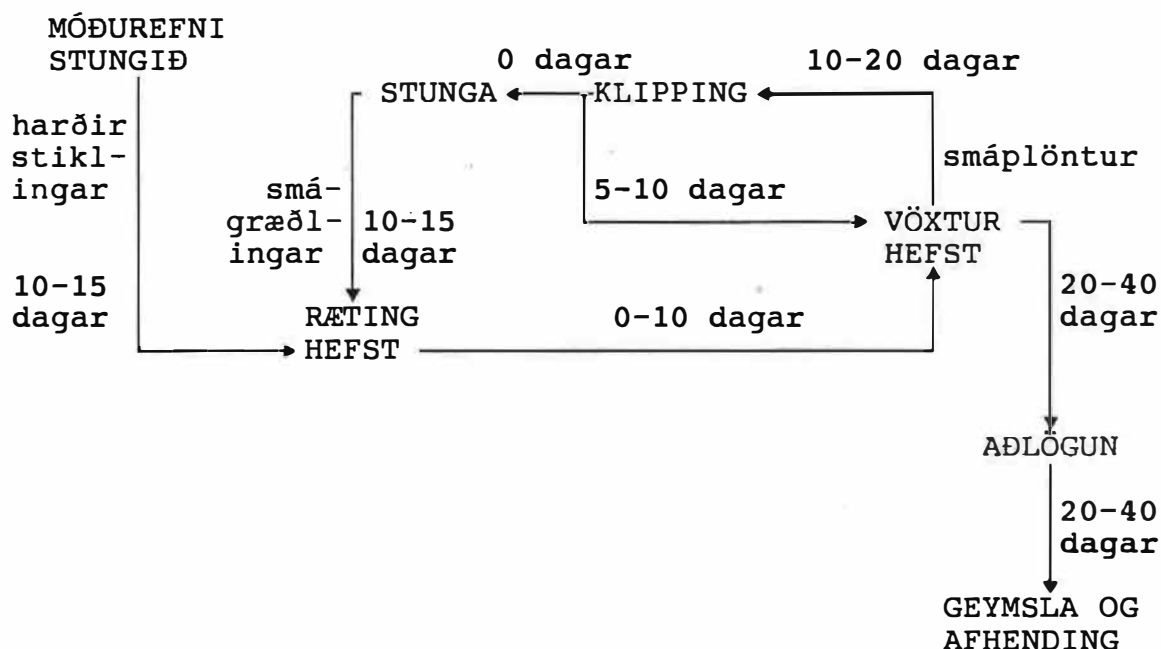 MÓÐUREFNI
STUNGIÐ
0 dagar
10-20 dagar
STUNGA
KLIPPING
harðir
stikl-
ingar
smáplöntur
smá-
græðl-
ingar
10-15
dagar
5-10 dagar
VÖXTUR
HEFST
10-15
dagar
RÆTING
HEFST
0-10 dagar
20-40
dagar
AÐLÖGUN
20-40
dagar
GEYMSLA OG
AFHENDING